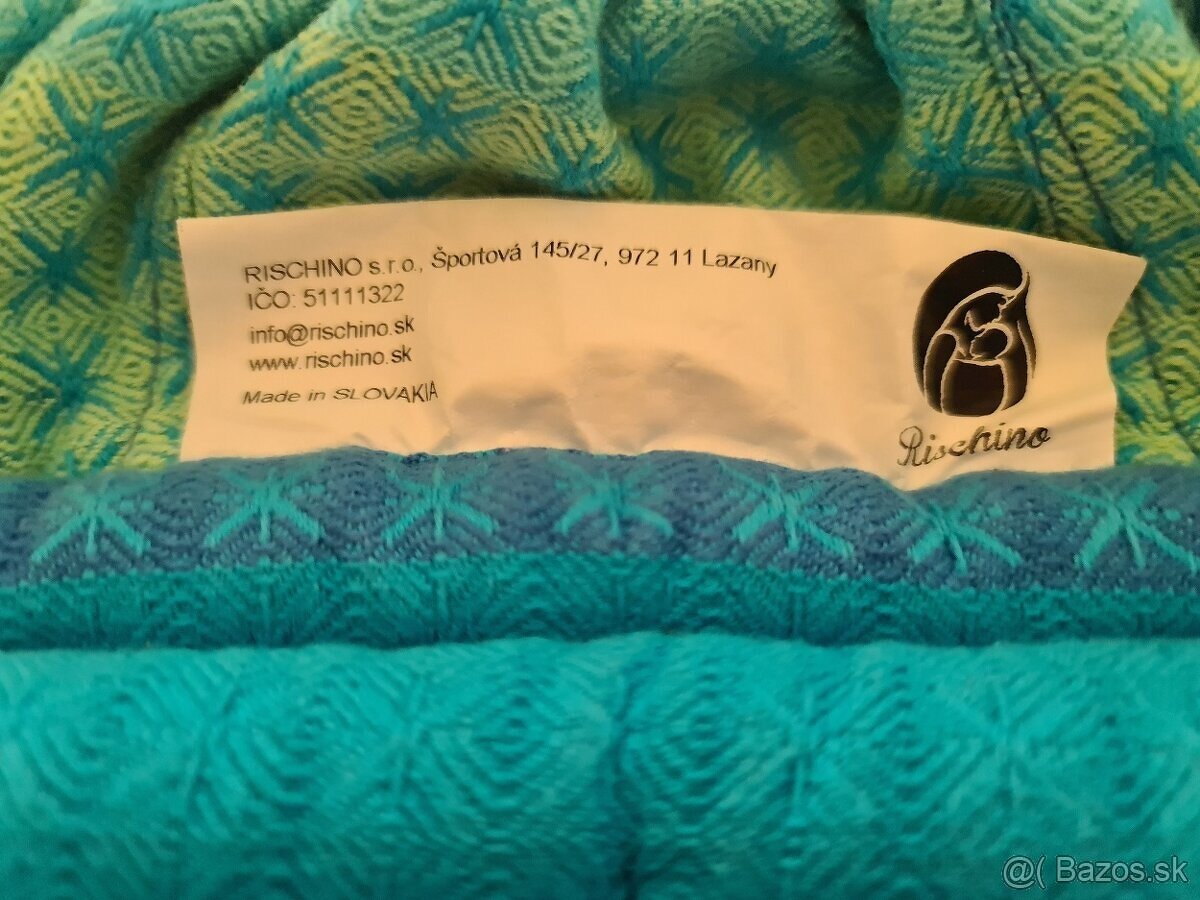 RISCHINO s.r.o., Športová 145/27, 972 11 Lazany
IČO: 51111322
info@rischino.sk
www.rischino.sk
Made in SLOVAKIA
Rischino
@( Bazos.sk